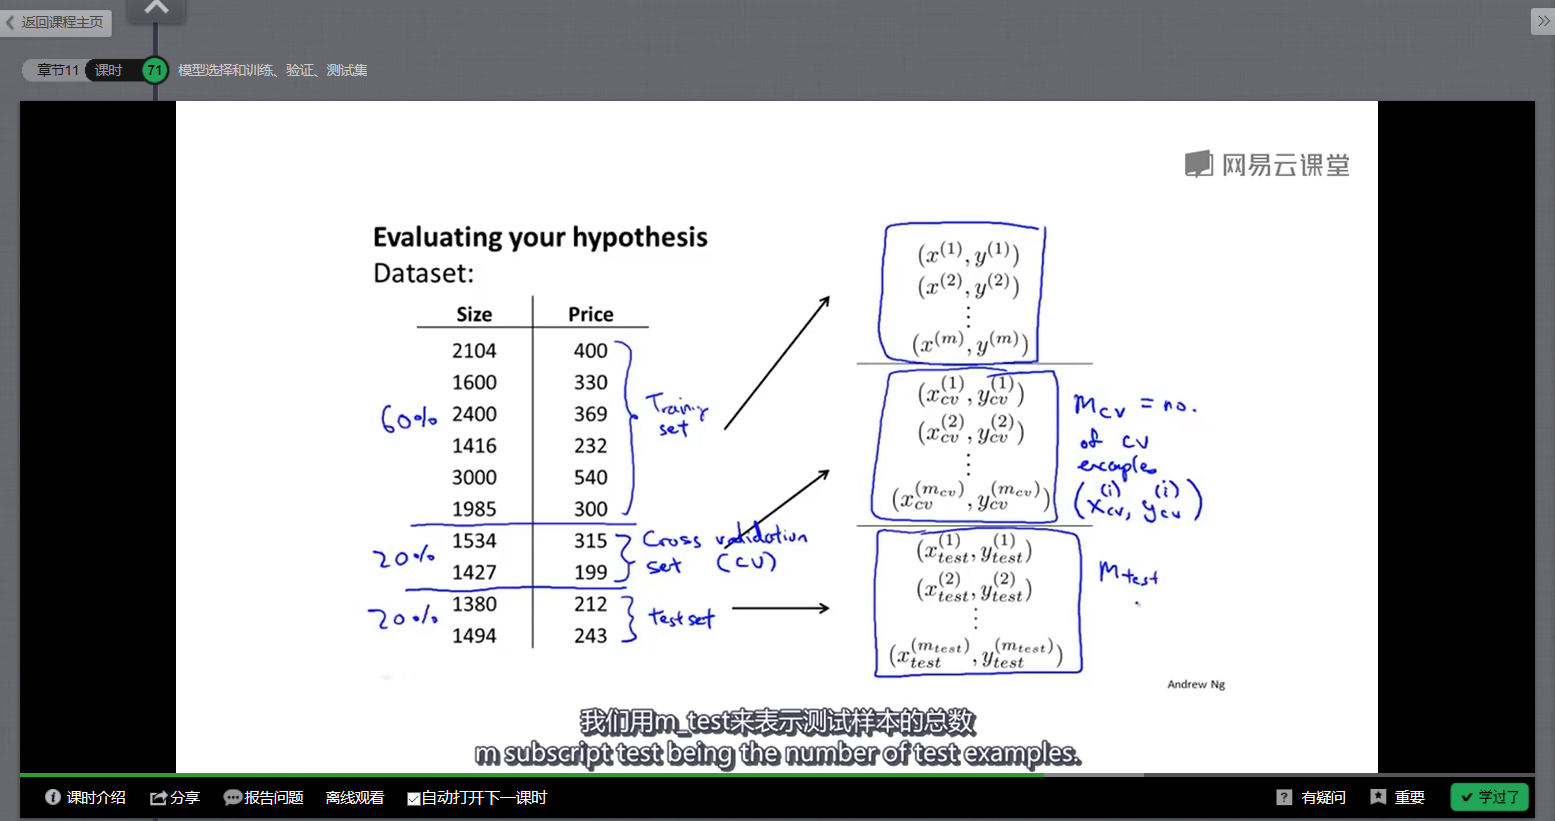 返回课程主页
章节11 课时 71 模型选择和训练、验证、测试集
网易云课堂
Evaluating your hypothesis
Dataset:
Size Price
2104 400
1600 330
2400 369
1416 232
3000 540
1985 300
1534 315
1427 199
1380 212
1494 243
60%
20%
20%
Training set
Cross validation set (CV)
test set
(x^{(1)}, y^{(1)})
(x^{(2)}, y^{(2)})
⋮
(x^{(m)}, y^{(m)})
(x_{cv}^{(1)}, y_{cv}^{(1)})
(x_{cv}^{(2)}, y_{cv}^{(2)})
⋮
(x_{cv}^{(m_{cv})}, y_{cv}^{(m_{cv})})
m_{cv} = no.
of cv
examples
(x_{cv}^{(i)}, y_{cv}^{(i)})
(x_{test}^{(1)}, y_{test}^{(1)})
(x_{test}^{(2)}, y_{test}^{(2)})
⋮
(x_{test}^{(m_{test})}, y_{test}^{(m_{test})})
m_{test}
Andrew Ng
我们用m_test来表示测试样本的总数
m subscript test being the number of test examples.
课时介绍 分享 报告问题 离线观看 自动打开下一课时 有疑问 重要 学过了